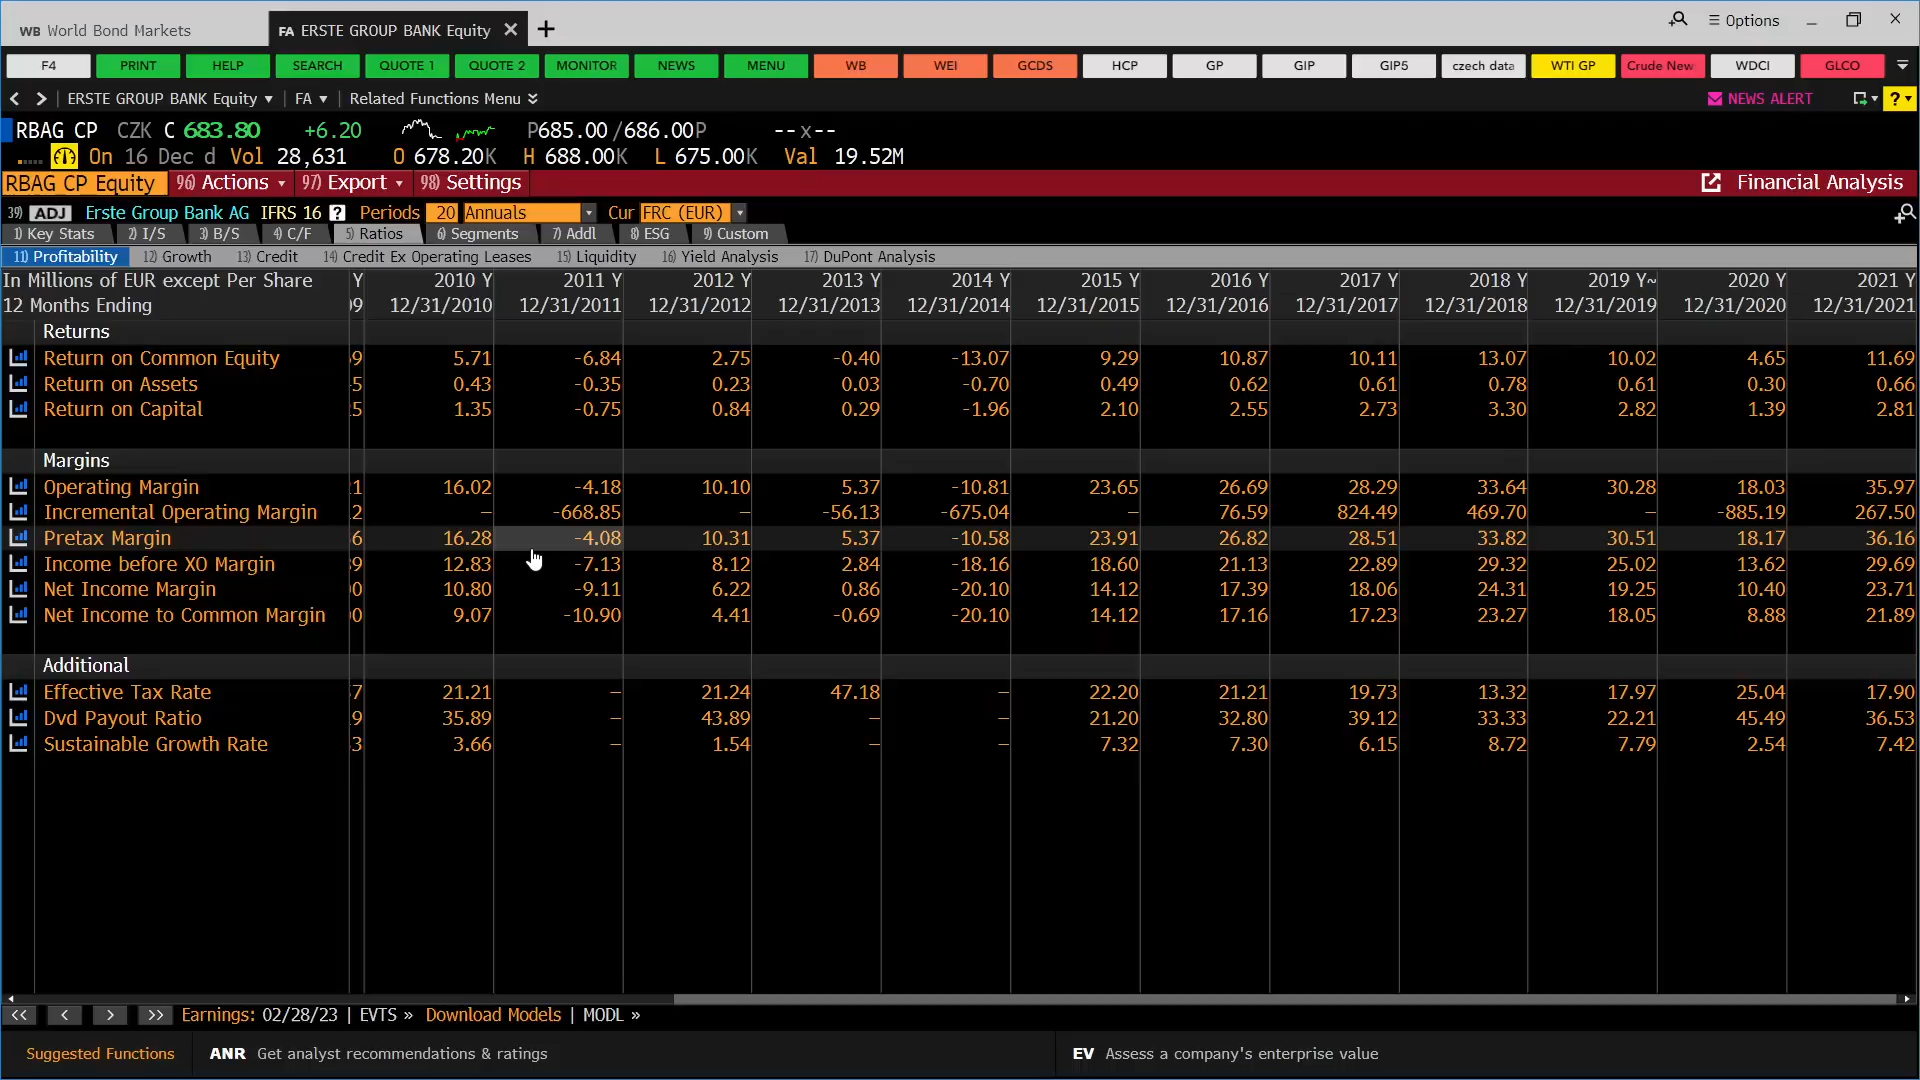 WB World Bond Markets
FA ERSTE GROUP BANK Equity
Options
F4 PRINT HELP SEARCH QUOTE 1 QUOTE 2 MONITOR NEWS MENU WB WEI GCDS HCP GP GIP GIP5 czech data WTI GP Crude New WDCI GLCO
ERSTE GROUP BANK Equity FA Related Functions Menu NEWS ALERT ?
RBAG CP CZK C 683.80 +6.20 P685.00/686.00P --x--
On 16 Dec d Vol 28,631 O 678.20K H 688.00K L 675.00K Val 19.52M
RBAG CP Equity 96) Actions 97) Export 98) Settings Financial Analysis
39) ADJ Erste Group Bank AG IFRS 16 ? Periods 20 Annuals Cur FRC (EUR)
1) Key Stats 2) I/S 3) B/S 4) C/F 5) Ratios 6) Segments 7) Addl 8) ESG 9) Custom
11) Profitability 12) Growth 13) Credit 14) Credit Ex Operating Leases 15) Liquidity 16) Yield Analysis 17) DuPont Analysis
In Millions of EUR except Per Share Y 2010 Y 2011 Y 2012 Y 2013 Y 2014 Y 2015 Y 2016 Y 2017 Y 2018 Y 2019 Y~ 2020 Y 2021 Y
12 Months Ending 9 12/31/2010 12/31/2011 12/31/2012 12/31/2013 12/31/2014 12/31/2015 12/31/2016 12/31/2017 12/31/2018 12/31/2019 12/31/2020 12/31/2021
Returns
Return on Common Equity 9 5.71 -6.84 2.75 -0.40 -13.07 9.29 10.87 10.11 13.07 10.02 4.65 11.69
Return on Assets 5 0.43 -0.35 0.23 0.03 -0.70 0.49 0.62 0.61 0.78 0.61 0.30 0.66
Return on Capital 5 1.35 -0.75 0.84 0.29 -1.96 2.10 2.55 2.73 3.30 2.82 1.39 2.81
Margins
Operating Margin 1 16.02 -4.18 10.10 5.37 -10.81 23.65 26.69 28.29 33.64 30.28 18.03 35.97
Incremental Operating Margin 2 — -668.85 — -56.13 -675.04 — 76.59 824.49 469.70 — -885.19 267.50
Pretax Margin 6 16.28 -4.08 10.31 5.37 -10.58 23.91 26.82 28.51 33.82 30.51 18.17 36.16
Income before XO Margin 9 12.83 -7.13 8.12 2.84 -18.16 18.60 21.13 22.89 29.32 25.02 13.62 29.69
Net Income Margin 0 10.80 -9.11 6.22 0.86 -20.10 14.12 17.39 18.06 24.31 19.25 10.40 23.71
Net Income to Common Margin 0 9.07 -10.90 4.41 -0.69 -20.10 14.12 17.16 17.23 23.27 18.05 8.88 21.89
Additional
Effective Tax Rate 7 21.21 — 21.24 47.18 — 22.20 21.21 19.73 13.32 17.97 25.04 17.90
Dvd Payout Ratio 9 35.89 — 43.89 — — 21.20 32.80 39.12 33.33 22.21 45.49 36.53
Sustainable Growth Rate 3 3.66 — 1.54 — — 7.32 7.30 6.15 8.72 7.79 2.54 7.42
<< < > >> Earnings: 02/28/23 | EVTS » Download Models | MODL »
Suggested Functions ANR Get analyst recommendations & ratings EV Assess a company's enterprise value